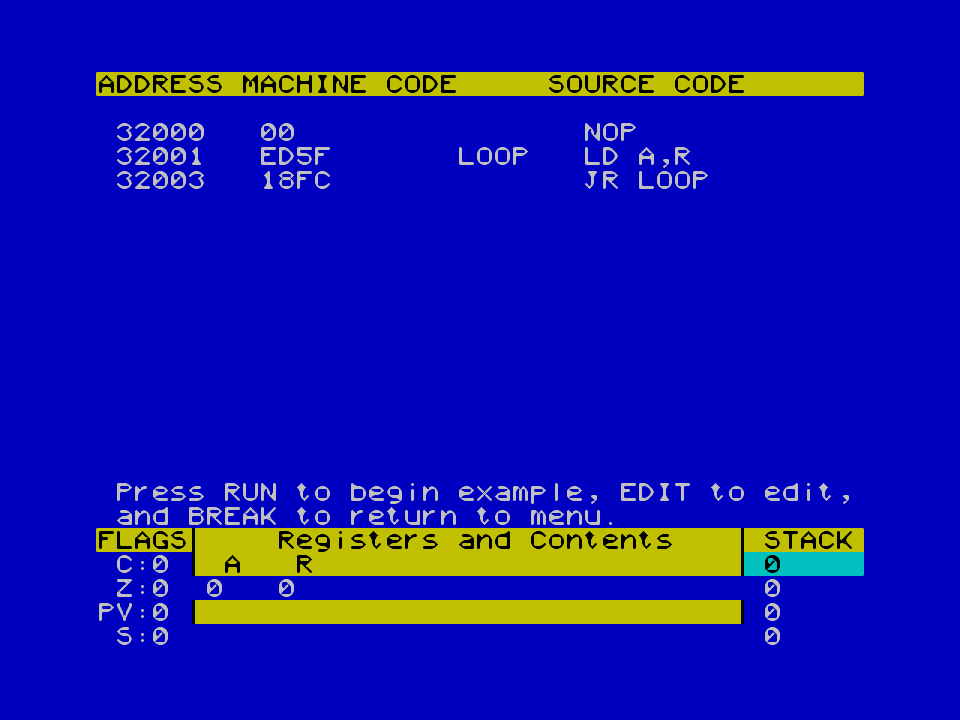 ADDRESS MACHINE CODE SOURCE CODE
32000 00 NOP
32001 ED5F LOOP LD A,R
32003 18FC JR LOOP
Press RUN to begin example, EDIT to edit,
and BREAK to return to menu.
FLAGS Registers and Contents STACK
C:0 A R 0
Z:0 0 0 0
PV:0 0
S:0 0